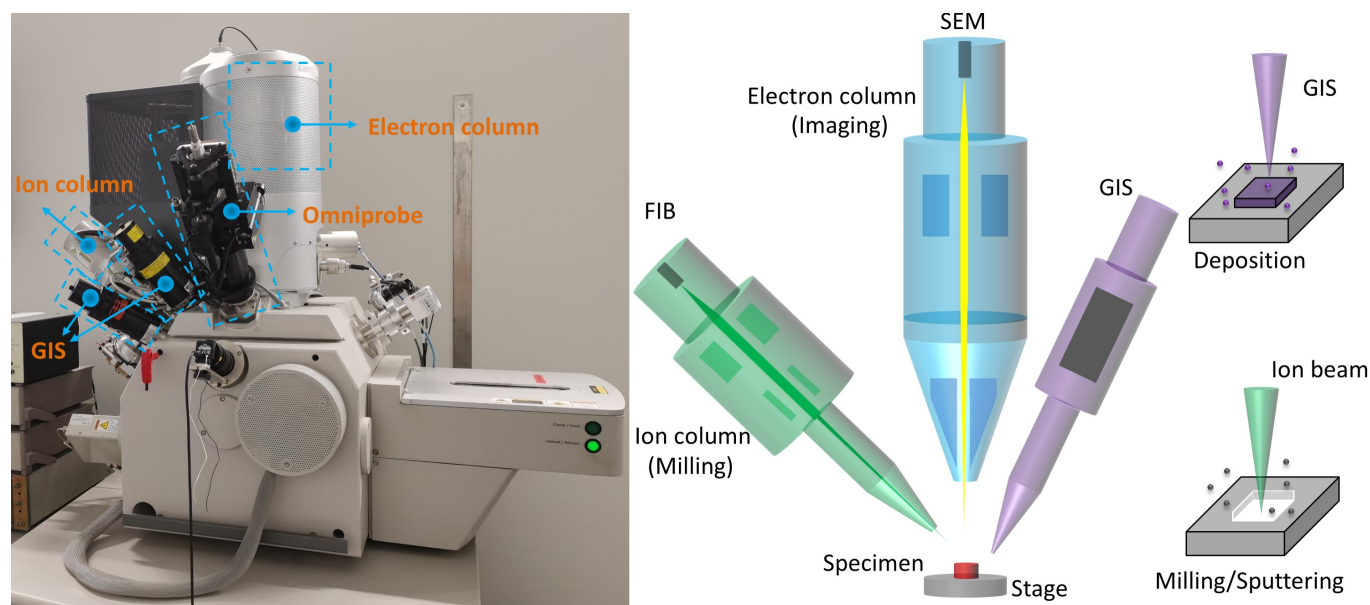 Electron column
Ion column
Omniprobe
GIS
SEM
Electron column
(Imaging)
FIB
GIS
Ion column
(Milling)
Specimen
Stage
GIS
Deposition
Ion beam
Milling/Sputtering